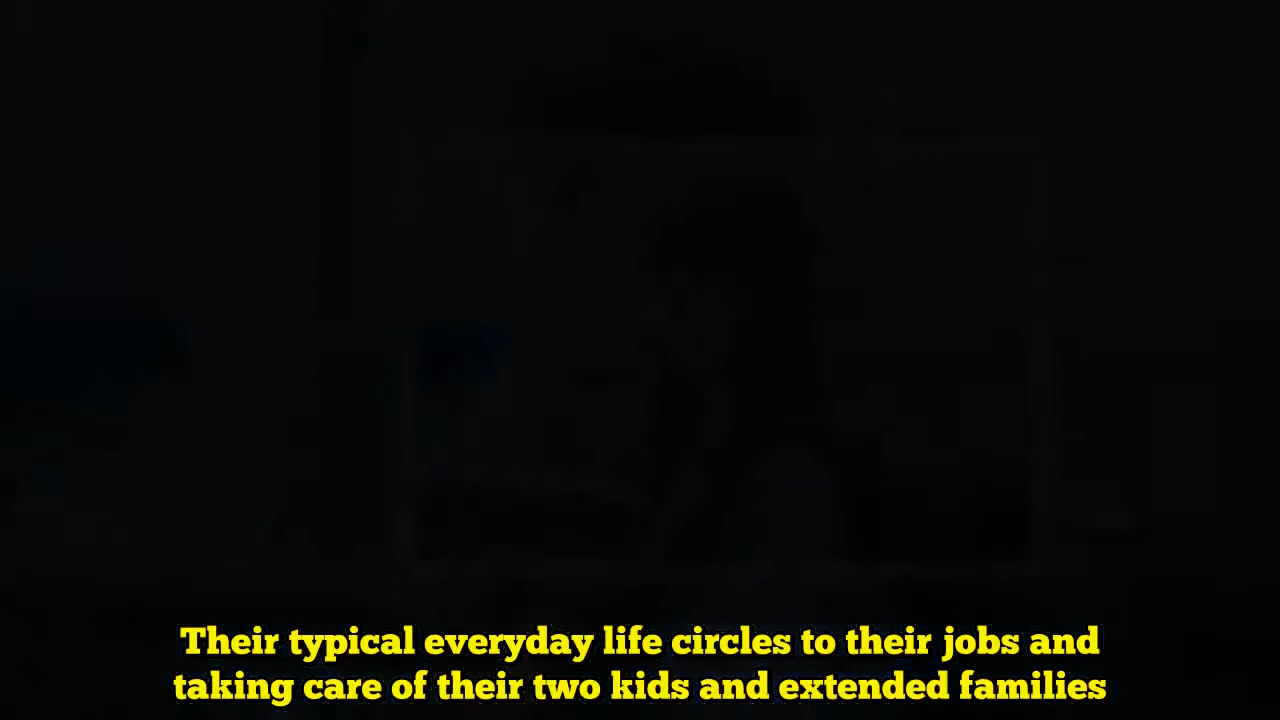 Their typical everyday life circles to their jobs and
taking care of their two kids and extended families